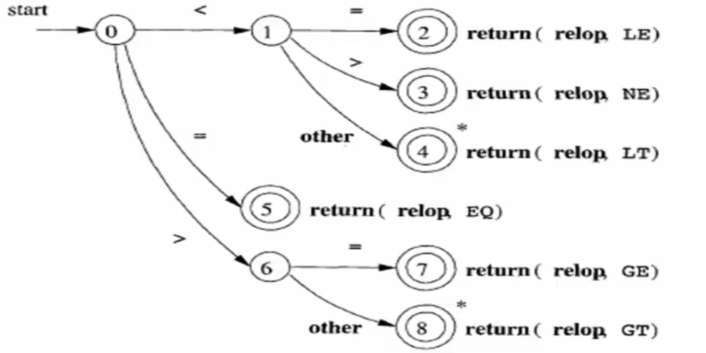 start
0 < 1 = 2 return( relop, LE)
> 3 return( relop, NE)
other 4 * return( relop, LT)
= 5 return( relop, EQ)
> 6 = 7 return( relop, GE)
other 8 * return( relop, GT)